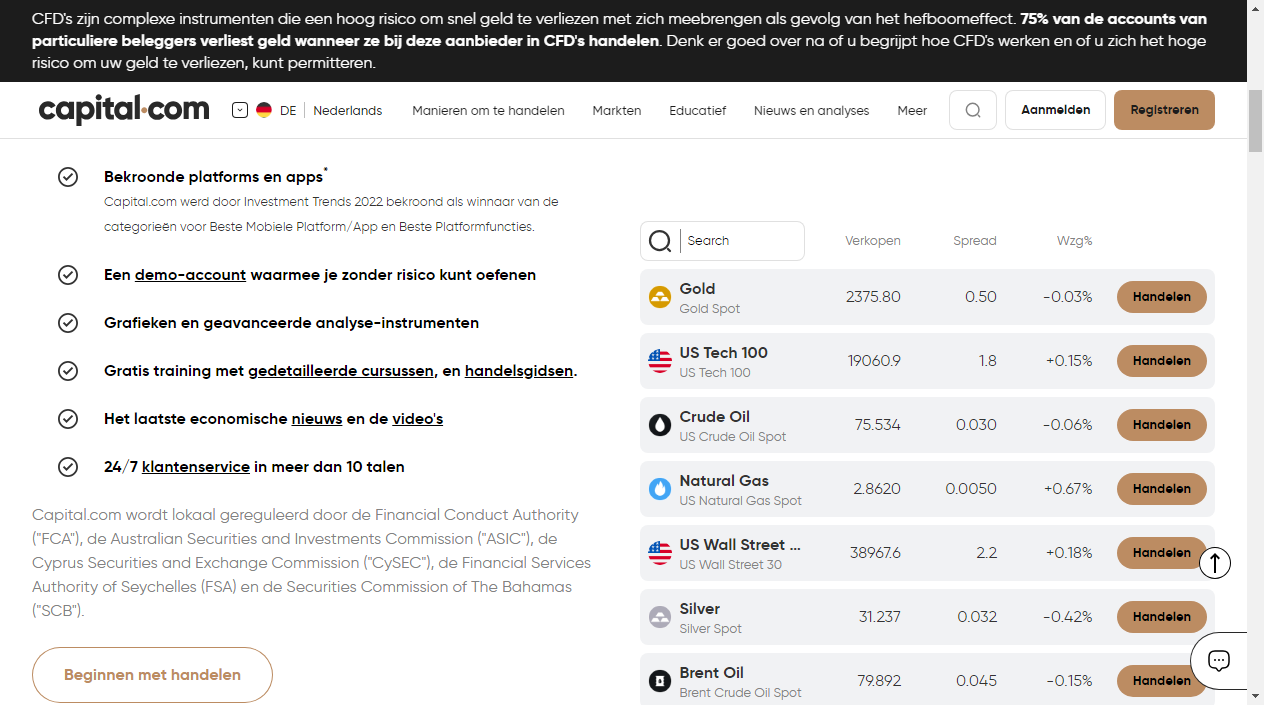 CFD's zijn complexe instrumenten die een hoog risico om snel geld te verliezen met zich meebrengen als gevolg van het hefboomeffect. 75% van de accounts van
particuliere beleggers verliest geld wanneer ze bij deze aanbieder in CFD's handelen. Denk er goed over na of u begrijpt hoe CFD's werken en of u zich het hoge
risico om uw geld te verliezen, kunt permitteren.
capital.com DE Nederlands Manieren om te handelen Markten Educatief Nieuws en analyses Meer Aanmelden Registreren
Bekroonde platforms en apps*
Capital.com werd door Investment Trends 2022 bekroond als winnaar van de
categorieën voor Beste Mobiele Platform/App en Beste Platformfuncties.
Een demo-account waarmee je zonder risico kunt oefenen
Grafieken en geavanceerde analyse-instrumenten
Gratis training met gedetailleerde cursussen, en handelsgidsen.
Het laatste economische nieuws en de video's
24/7 klantenservice in meer dan 10 talen
Capital.com wordt lokaal gereguleerd door de Financial Conduct Authority
("FCA"), de Australian Securities and Investments Commission ("ASIC"), de
Cyprus Securities and Exchange Commission ("CySEC"), de Financial Services
Authority of Seychelles (FSA) en de Securities Commission of The Bahamas
("SCB").
Beginnen met handelen
Search Verkopen Spread Wzg%
Gold 2375.80 0.50 -0.03% Handelen
Gold Spot
US Tech 100 19060.9 1.8 +0.15% Handelen
US Tech 100
Crude Oil 75.534 0.030 -0.06% Handelen
US Crude Oil Spot
Natural Gas 2.8620 0.0050 +0.67% Handelen
US Natural Gas Spot
US Wall Street ... 38967.6 2.2 +0.18% Handelen
US Wall Street 30
Silver 31.237 0.032 -0.42% Handelen
Silver Spot
Brent Oil 79.892 0.045 -0.15% Handelen
Brent Crude Oil Spot